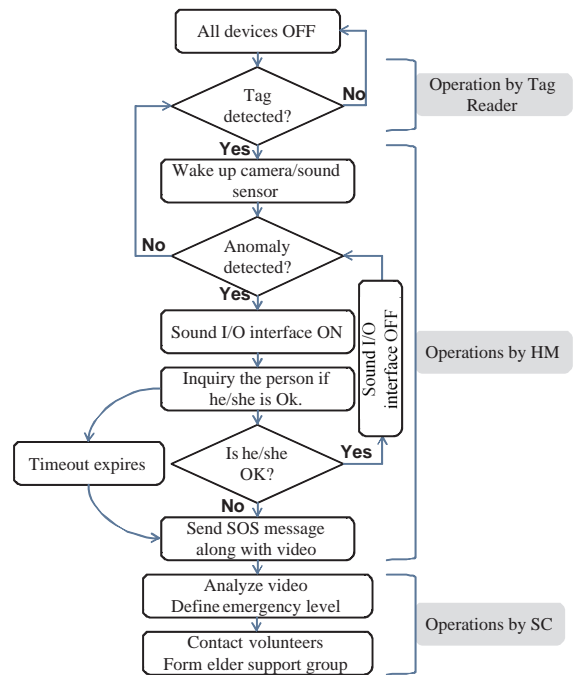 All devices OFF
Tag
detected?
No
Operation by Tag
Reader
Yes
Wake up camera/sound
sensor
Anomaly
detected?
No
Yes
Sound I/O interface ON
Sound I/O
interface OFF
Operations by HM
Inquiry the person if
he/she is Ok.
Is he/she
OK?
Yes
Timeout expires
No
Send SOS message
along with video
Analyze video
Define emergency level
Operations by SC
Contact volunteers
Form elder support group